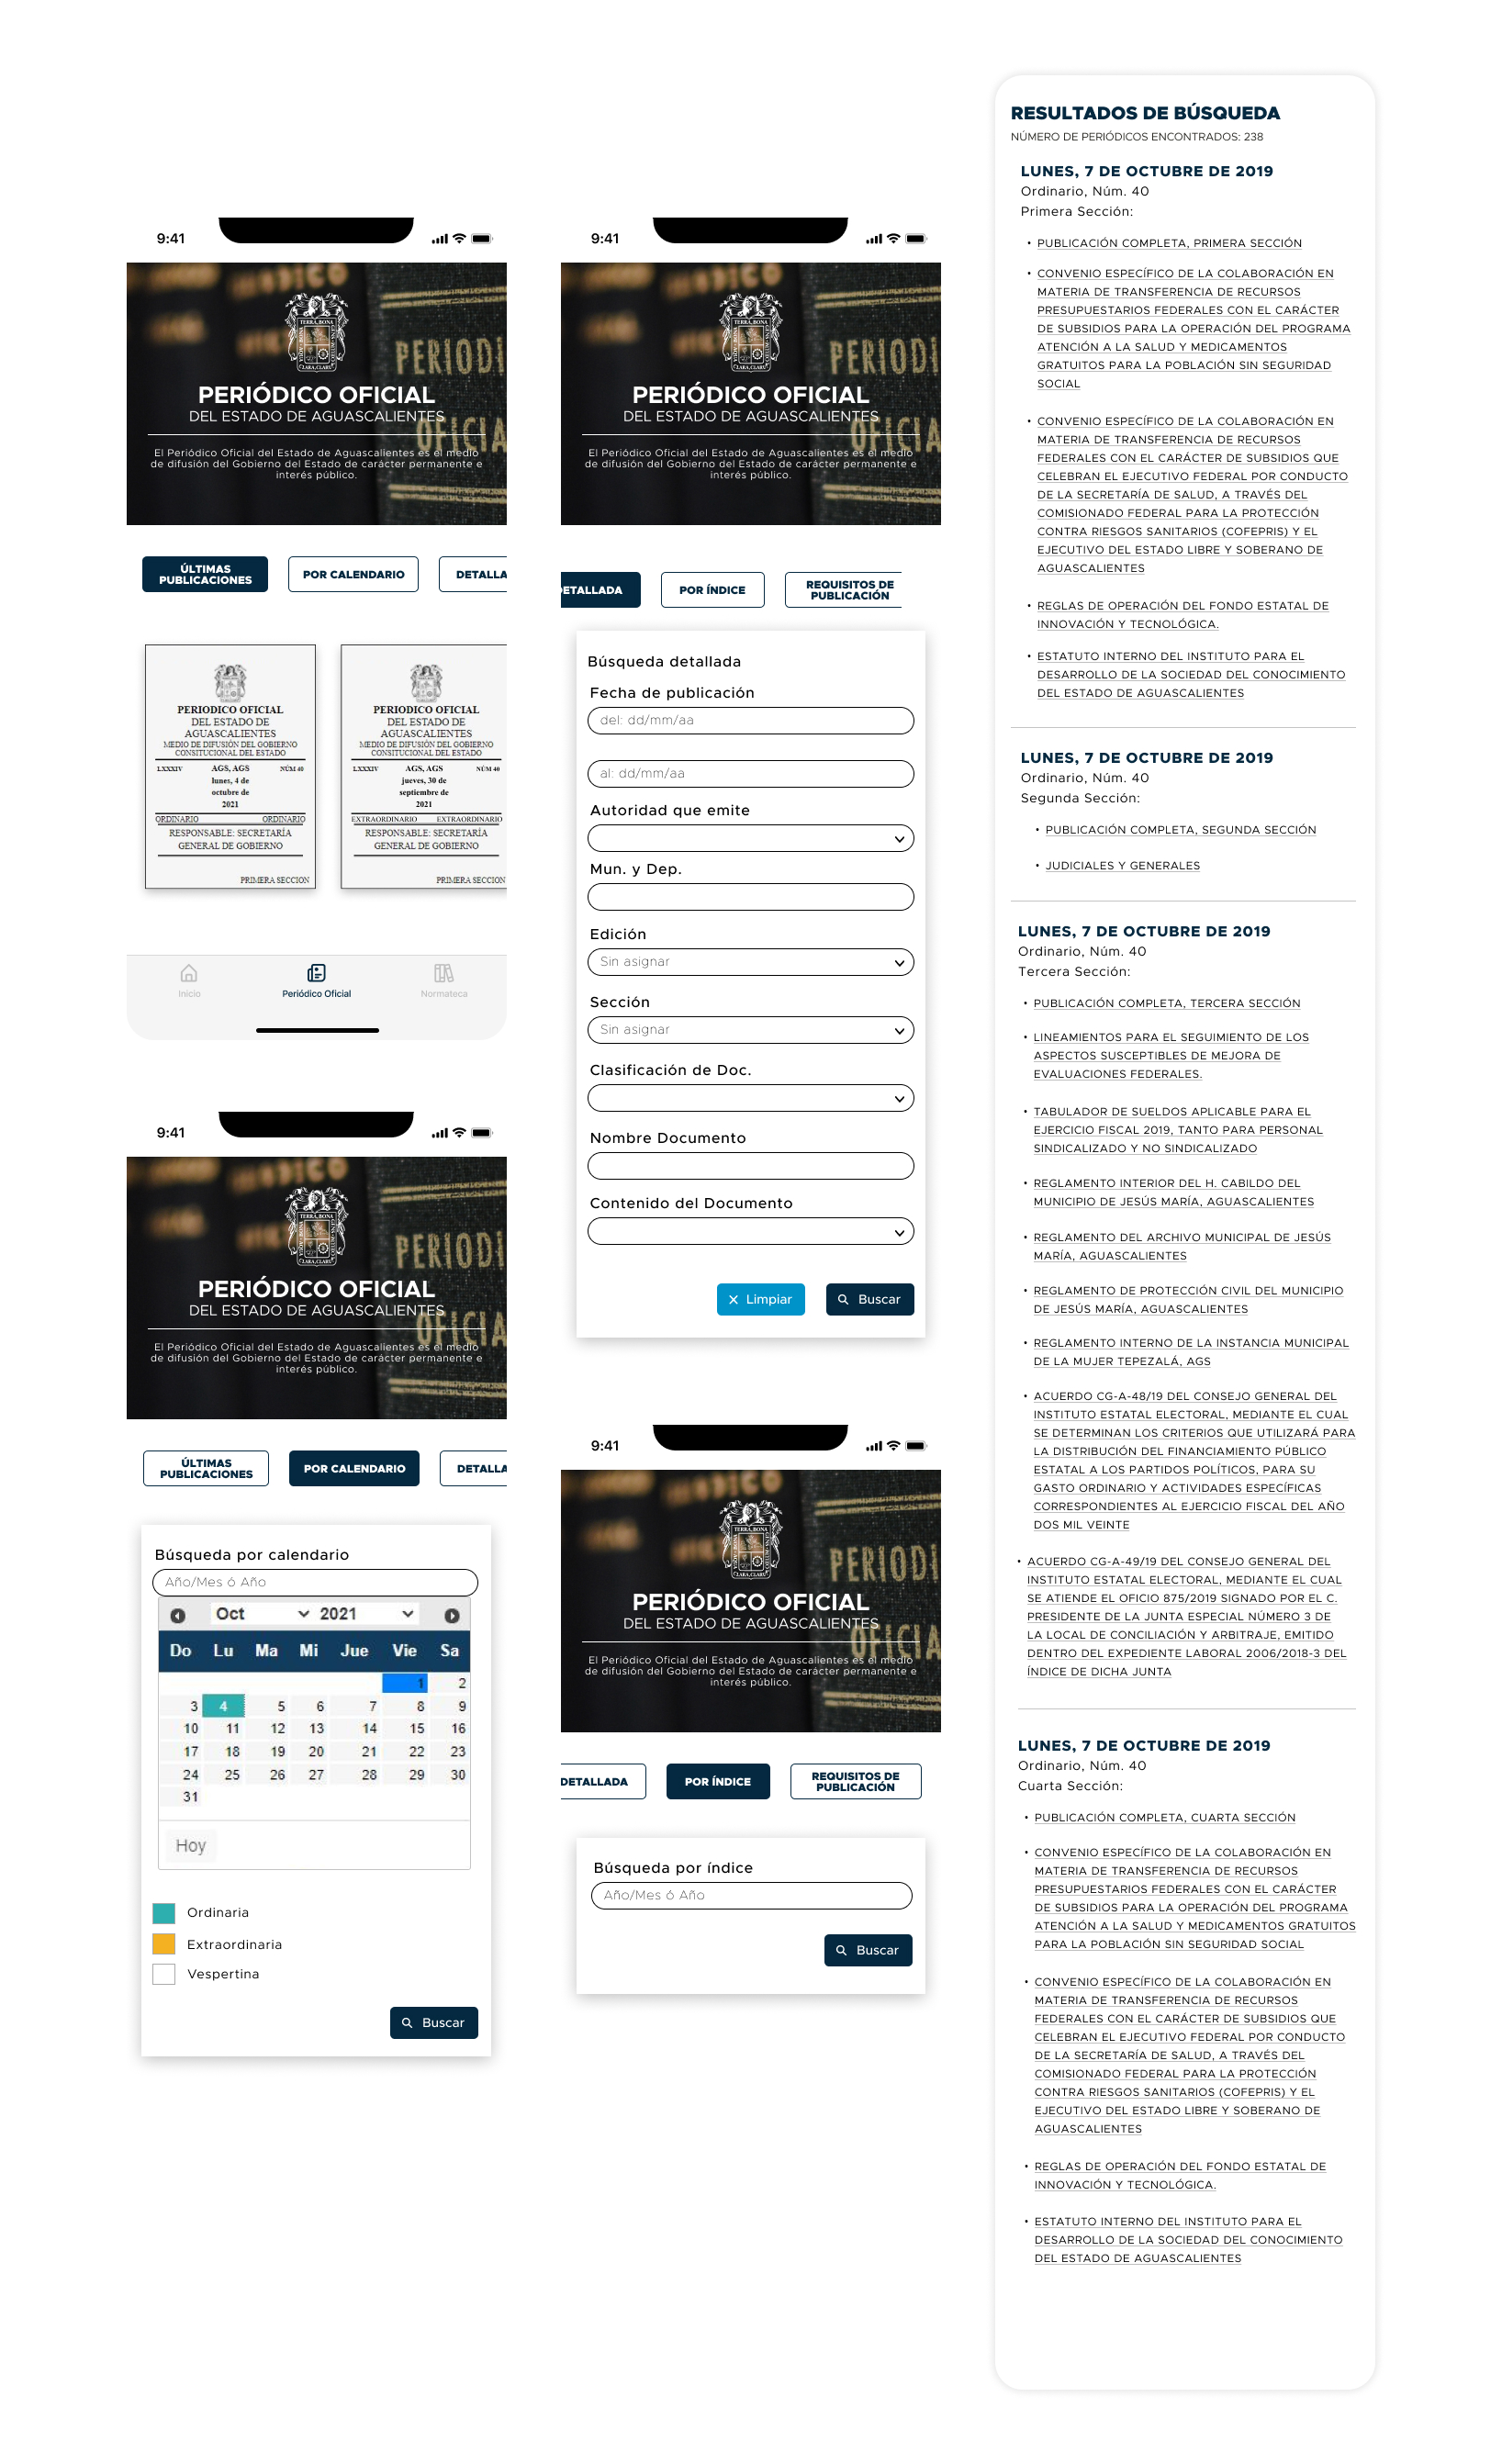 9:41
TERRA BONA
CLARA, CLARA
PERIÓDICO OFICIAL
DEL ESTADO DE AGUASCALIENTES
El Periódico Oficial del Estado de Aguascalientes es el medio
de difusión del Gobierno del Estado de carácter permanente e
interés público.
ÚLTIMAS
PUBLICACIONES
POR CALENDARIO
DETALLA
PERIODICO OFICIAL
DEL ESTADO DE
AGUASCALIENTES
MEDIO DE DIFUSIÓN DEL GOBIERNO
CONSITUCIONAL DEL ESTADO
LXXXIV AGS, AGS NÚM 40
lunes, 4 de
octubre de
2021
ORDINARIO ORDINARIO
RESPONSABLE: SECRETARÍA
GENERAL DE GOBIERNO
PRIMERA SECCION
PERIODICO OFICIAL
DEL ESTADO DE
AGUASCALIENTES
MEDIO DE DIFUSIÓN DEL GOBIERNO
CONSITUCIONAL DEL ESTADO
LXXXIV AGS, AGS NÚM 40
jueves, 30 de
septiembre de
2021
EXTRAORDINARIO EXTRAORDINARIO
RESPONSABLE: SECRETARÍA
GENERAL DE GOBIERNO
PRIMERA SECCION
Inicio
Periódico Oficial
Normateca
9:41
TERRA BONA
CLARA, CLARA
PERIÓDICO OFICIAL
DEL ESTADO DE AGUASCALIENTES
El Periódico Oficial del Estado de Aguascalientes es el medio
de difusión del Gobierno del Estado de carácter permanente e
interés público.
ÚLTIMAS
PUBLICACIONES
POR CALENDARIO
DETALLA
Búsqueda por calendario
Año/Mes ó Año
Oct 2021
Do Lu Ma Mi Jue Vie Sa
1 2
3 4 5 6 7 8 9
10 11 12 13 14 15 16
17 18 19 20 21 22 23
24 25 26 27 28 29 30
31
Hoy
Ordinaria
Extraordinaria
Vespertina
Buscar
9:41
TERRA BONA
CLARA, CLARA
PERIÓDICO OFICIAL
DEL ESTADO DE AGUASCALIENTES
El Periódico Oficial del Estado de Aguascalientes es el medio
de difusión del Gobierno del Estado de carácter permanente e
interés público.
DETALLADA
POR ÍNDICE
REQUISITOS DE
PUBLICACIÓN
Búsqueda detallada
Fecha de publicación
del: dd/mm/aa
al: dd/mm/aa
Autoridad que emite
Mun. y Dep.
Edición
Sin asignar
Sección
Sin asignar
Clasificación de Doc.
Nombre Documento
Contenido del Documento
Limpiar
Buscar
9:41
TERRA BONA
CLARA, CLARA
PERIÓDICO OFICIAL
DEL ESTADO DE AGUASCALIENTES
El Periódico Oficial del Estado de Aguascalientes es el medio
de difusión del Gobierno del Estado de carácter permanente e
interés público.
DETALLADA
POR ÍNDICE
REQUISITOS DE
PUBLICACIÓN
Búsqueda por índice
Año/Mes ó Año
Buscar
RESULTADOS DE BÚSQUEDA
NÚMERO DE PERIÓDICOS ENCONTRADOS: 238
LUNES, 7 DE OCTUBRE DE 2019
Ordinario, Núm. 40
Primera Sección:
• PUBLICACIÓN COMPLETA, PRIMERA SECCIÓN
• CONVENIO ESPECÍFICO DE LA COLABORACIÓN EN
MATERIA DE TRANSFERENCIA DE RECURSOS
PRESUPUESTARIOS FEDERALES CON EL CARÁCTER
DE SUBSIDIOS PARA LA OPERACIÓN DEL PROGRAMA
ATENCIÓN A LA SALUD Y MEDICAMENTOS
GRATUITOS PARA LA POBLACIÓN SIN SEGURIDAD
SOCIAL
• CONVENIO ESPECÍFICO DE LA COLABORACIÓN EN
MATERIA DE TRANSFERENCIA DE RECURSOS
FEDERALES CON EL CARÁCTER DE SUBSIDIOS QUE
CELEBRAN EL EJECUTIVO FEDERAL POR CONDUCTO
DE LA SECRETARÍA DE SALUD, A TRAVÉS DEL
COMISIONADO FEDERAL PARA LA PROTECCIÓN
CONTRA RIESGOS SANITARIOS (COFEPRIS) Y EL
EJECUTIVO DEL ESTADO LIBRE Y SOBERANO DE
AGUASCALIENTES
• REGLAS DE OPERACIÓN DEL FONDO ESTATAL DE
INNOVACIÓN Y TECNOLÓGICA.
• ESTATUTO INTERNO DEL INSTITUTO PARA EL
DESARROLLO DE LA SOCIEDAD DEL CONOCIMIENTO
DEL ESTADO DE AGUASCALIENTES
LUNES, 7 DE OCTUBRE DE 2019
Ordinario, Núm. 40
Segunda Sección:
• PUBLICACIÓN COMPLETA, SEGUNDA SECCIÓN
• JUDICIALES Y GENERALES
LUNES, 7 DE OCTUBRE DE 2019
Ordinario, Núm. 40
Tercera Sección:
• PUBLICACIÓN COMPLETA, TERCERA SECCIÓN
• LINEAMIENTOS PARA EL SEGUIMIENTO DE LOS
ASPECTOS SUSCEPTIBLES DE MEJORA DE
EVALUACIONES FEDERALES.
• TABULADOR DE SUELDOS APLICABLE PARA EL
EJERCICIO FISCAL 2019, TANTO PARA PERSONAL
SINDICALIZADO Y NO SINDICALIZADO
• REGLAMENTO INTERIOR DEL H. CABILDO DEL
MUNICIPIO DE JESÚS MARÍA, AGUASCALIENTES
• REGLAMENTO DEL ARCHIVO MUNICIPAL DE JESÚS
MARÍA, AGUASCALIENTES
• REGLAMENTO DE PROTECCIÓN CIVIL DEL MUNICIPIO
DE JESÚS MARÍA, AGUASCALIENTES
• REGLAMENTO INTERNO DE LA INSTANCIA MUNICIPAL
DE LA MUJER TEPEZALÁ, AGS
• ACUERDO CG-A-48/19 DEL CONSEJO GENERAL DEL
INSTITUTO ESTATAL ELECTORAL, MEDIANTE EL CUAL
SE DETERMINAN LOS CRITERIOS QUE UTILIZARÁ PARA
LA DISTRIBUCIÓN DEL FINANCIAMIENTO PÚBLICO
ESTATAL A LOS PARTIDOS POLÍTICOS, PARA SU
GASTO ORDINARIO Y ACTIVIDADES ESPECÍFICAS
CORRESPONDIENTES AL EJERCICIO FISCAL DEL AÑO
DOS MIL VEINTE
• ACUERDO CG-A-49/19 DEL CONSEJO GENERAL DEL
INSTITUTO ESTATAL ELECTORAL, MEDIANTE EL CUAL
SE ATIENDE EL OFICIO 875/2019 SIGNADO POR EL C.
PRESIDENTE DE LA JUNTA ESPECIAL NÚMERO 3 DE
LA LOCAL DE CONCILIACIÓN Y ARBITRAJE, EMITIDO
DENTRO DEL EXPEDIENTE LABORAL 2006/2018-3 DEL
ÍNDICE DE DICHA JUNTA
LUNES, 7 DE OCTUBRE DE 2019
Ordinario, Núm. 40
Cuarta Sección:
• PUBLICACIÓN COMPLETA, CUARTA SECCIÓN
• CONVENIO ESPECÍFICO DE LA COLABORACIÓN EN
MATERIA DE TRANSFERENCIA DE RECURSOS
PRESUPUESTARIOS FEDERALES CON EL CARÁCTER
DE SUBSIDIOS PARA LA OPERACIÓN DEL PROGRAMA
ATENCIÓN A LA SALUD Y MEDICAMENTOS GRATUITOS
PARA LA POBLACIÓN SIN SEGURIDAD SOCIAL
• CONVENIO ESPECÍFICO DE LA COLABORACIÓN EN
MATERIA DE TRANSFERENCIA DE RECURSOS
FEDERALES CON EL CARÁCTER DE SUBSIDIOS QUE
CELEBRAN EL EJECUTIVO FEDERAL POR CONDUCTO
DE LA SECRETARÍA DE SALUD, A TRAVÉS DEL
COMISIONADO FEDERAL PARA LA PROTECCIÓN
CONTRA RIESGOS SANITARIOS (COFEPRIS) Y EL
EJECUTIVO DEL ESTADO LIBRE Y SOBERANO DE
AGUASCALIENTES
• REGLAS DE OPERACIÓN DEL FONDO ESTATAL DE
INNOVACIÓN Y TECNOLÓGICA.
• ESTATUTO INTERNO DEL INSTITUTO PARA EL
DESARROLLO DE LA SOCIEDAD DEL CONOCIMIENTO
DEL ESTADO DE AGUASCALIENTES